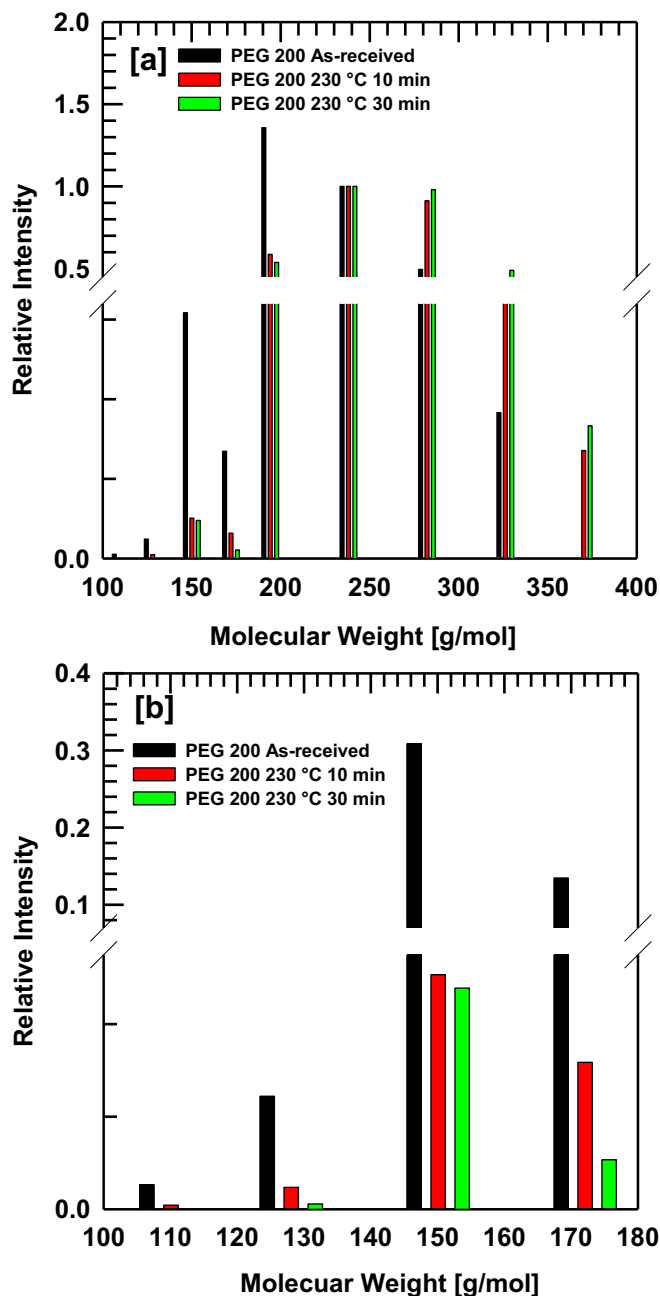 [a]
PEG 200 As-received
PEG 200 230 °C 10 min
PEG 200 230 °C 30 min
2.0
1.5
1.0
0.5
0.0
Relative Intensity
100 150 200 250 300 350 400
Molecular Weight [g/mol]
[b]
PEG 200 As-received
PEG 200 230 °C 10 min
PEG 200 230 °C 30 min
0.4
0.3
0.2
0.1
0.0
Relative Intensity
100 110 120 130 140 150 160 170 180
Molecuar Weight [g/mol]